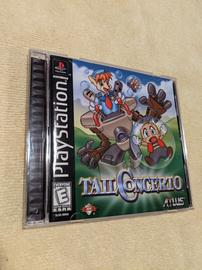 PlayStation
TAIL CONCERTO
EVERYONE
E
ATLUS